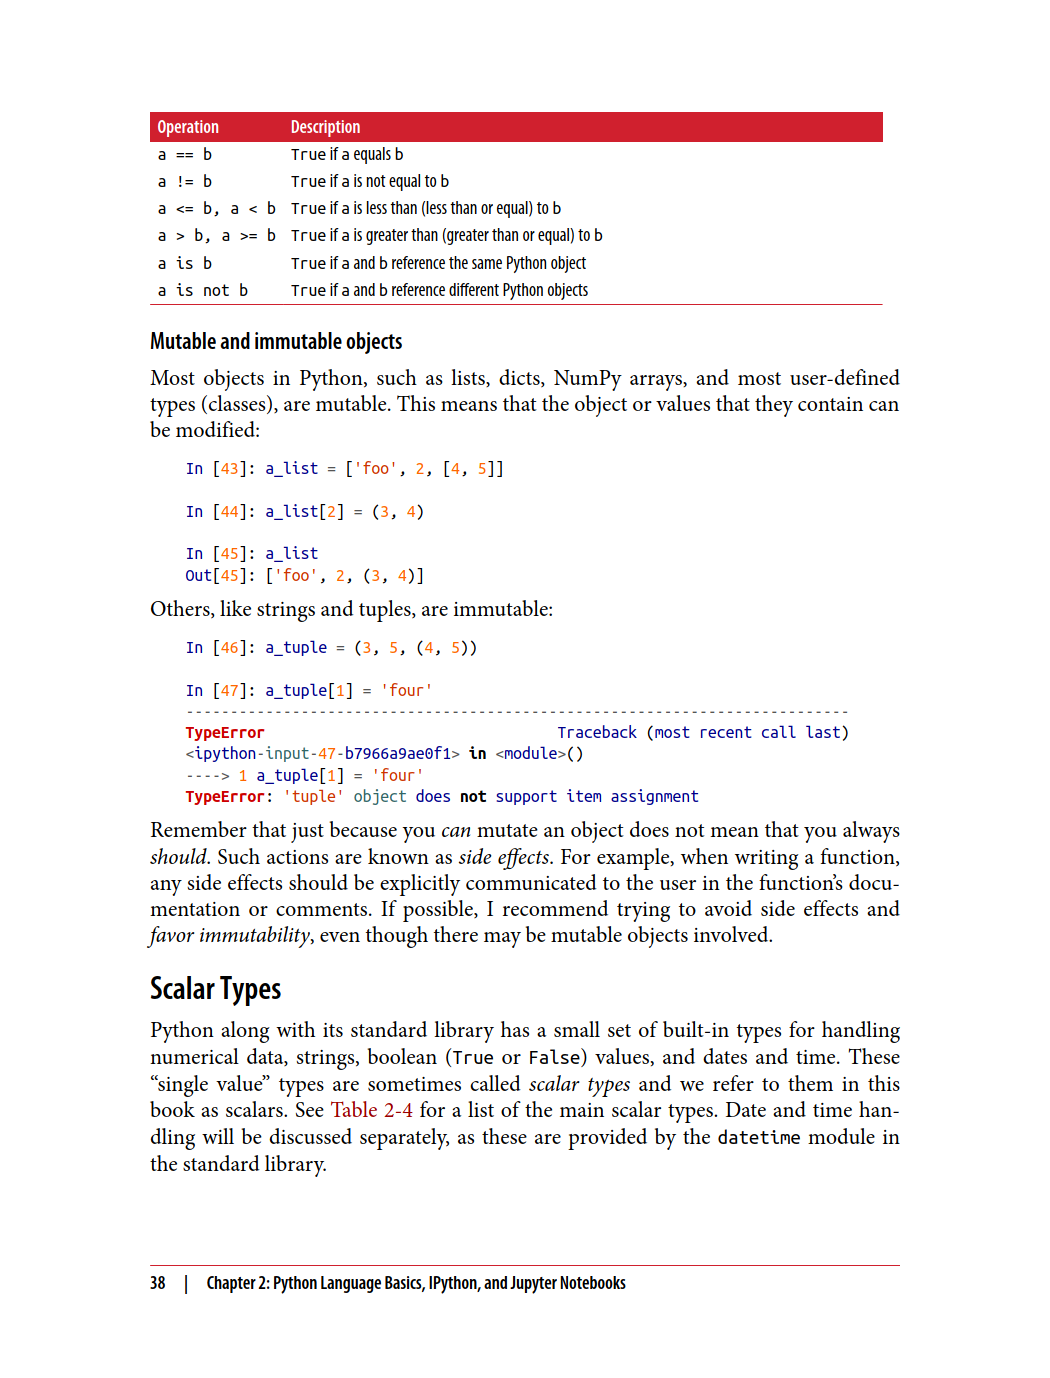 Operation Description
a == b True if a equals b
a != b True if a is not equal to b
a <= b, a < b True if a is less than (less than or equal) to b
a > b, a >= b True if a is greater than (greater than or equal) to b
a is b True if a and b reference the same Python object
a is not b True if a and b reference different Python objects
Mutable and immutable objects
Most objects in Python, such as lists, dicts, NumPy arrays, and most user-defined
types (classes), are mutable. This means that the object or values that they contain can
be modified:
In [43]: a_list = ['foo', 2, [4, 5]]
In [44]: a_list[2] = (3, 4)
In [45]: a_list
Out[45]: ['foo', 2, (3, 4)]
Others, like strings and tuples, are immutable:
In [46]: a_tuple = (3, 5, (4, 5))
In [47]: a_tuple[1] = 'four'
---------------------------------------------------------------------------
TypeError Traceback (most recent call last)
<ipython-input-47-b7966a9ae0f1> in <module>()
----> 1 a_tuple[1] = 'four'
TypeError: 'tuple' object does not support item assignment
Remember that just because you can mutate an object does not mean that you always
should. Such actions are known as side effects. For example, when writing a function,
any side effects should be explicitly communicated to the user in the function’s docu-
mentation or comments. If possible, I recommend trying to avoid side effects and
favor immutability, even though there may be mutable objects involved.
Scalar Types
Python along with its standard library has a small set of built-in types for handling
numerical data, strings, boolean (True or False) values, and dates and time. These
“single value” types are sometimes called scalar types and we refer to them in this
book as scalars. See Table 2-4 for a list of the main scalar types. Date and time han-
dling will be discussed separately, as these are provided by the datetime module in
the standard library.
38 | Chapter 2: Python Language Basics, IPython, and Jupyter Notebooks